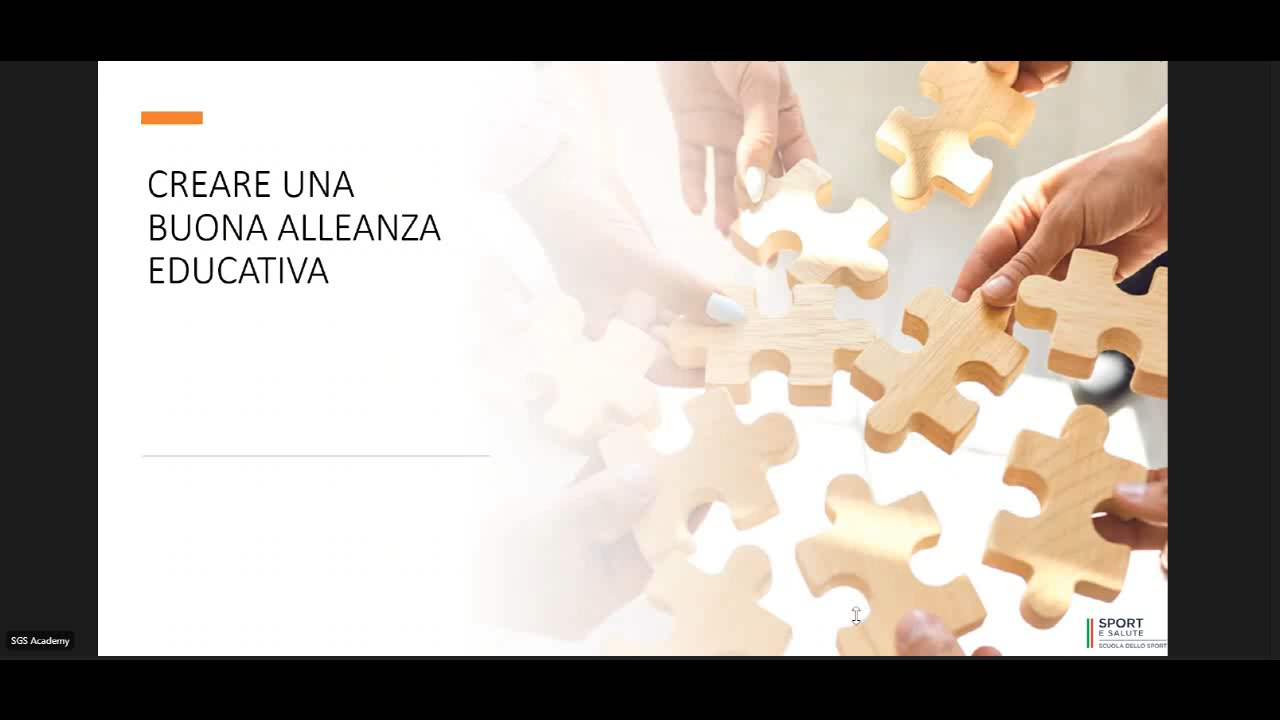 CREARE UNA
BUONA ALLEANZA
EDUCATIVA
SGS Academy
SPORT
E SALUTE
SCUOLA DELLO SPORT